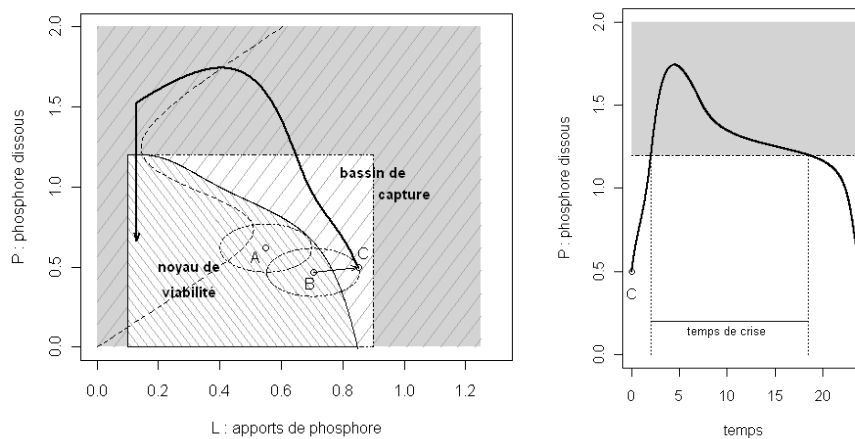 2.0
1.5
1.0
0.5
0.0
P : phosphore dissous
bassin de
capture
noyau de
viabilité
A
B
C
0.0 0.2 0.4 0.6 0.8 1.0 1.2
L : apports de phosphore
2.0
1.5
1.0
0.5
0.0
P : phosphore dissous
C
temps de crise
0 5 10 15 20
temps